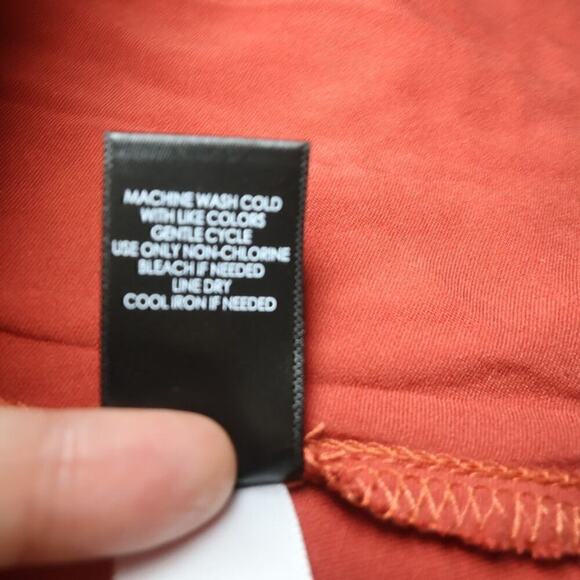 MACHINE WASH COLD
WITH LIKE COLORS
GENTLE CYCLE
USE ONLY NON-CHLORINE
BLEACH IF NEEDED
LINE DRY
COOL IRON IF NEEDED